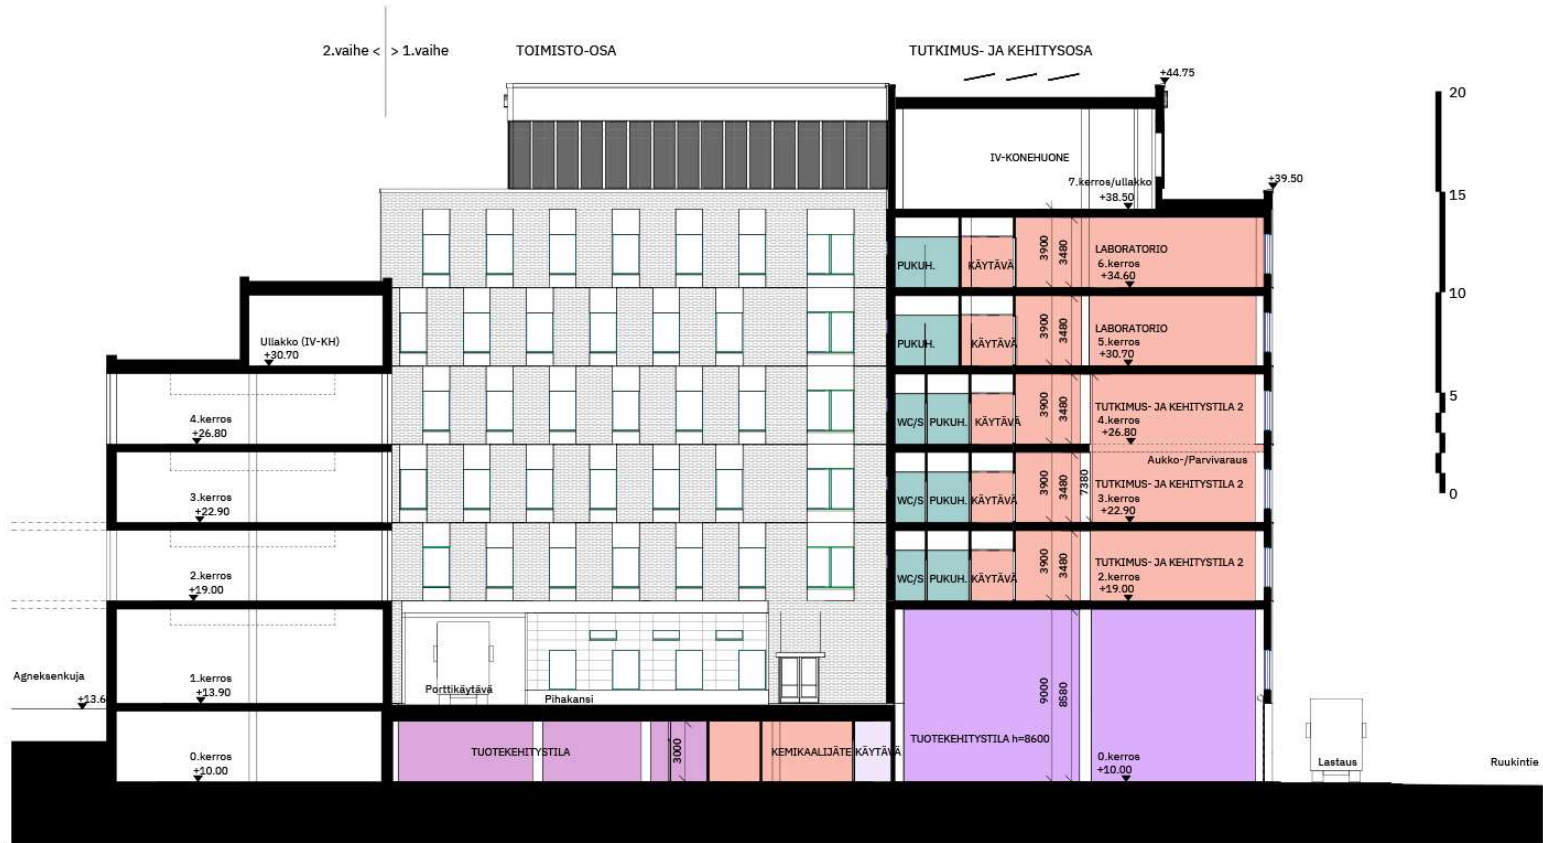 2.vaihe < > 1.vaihe
TOIMISTO-OSA
TUTKIMUS- JA KEHITYSOSA
+44.75
20
IV-KONEHUONE
7.kerros/ullakko
+38.50
+39.50
15
PUKUH.
KÄYTÄVÄ
3900
3480
LABORATORIO
6.kerros
+34.60
10
Ullakko (IV-KH)
+30.70
PUKUH.
KÄYTÄVÄ
3900
3480
LABORATORIO
5.kerros
+30.70
5
4.kerros
+26.80
WC/S
PUKUH.
KÄYTÄVÄ
3900
3480
TUTKIMUS- JA KEHITYSTILA 2
4.kerros
+26.80
Aukko-/Parvivaraus
3.kerros
+22.90
WC/S
PUKUH.
KÄYTÄVÄ
3900
3480
7380
TUTKIMUS- JA KEHITYSTILA 2
3.kerros
+22.90
0
2.kerros
+19.00
WC/S
PUKUH.
KÄYTÄVÄ
3900
3480
TUTKIMUS- JA KEHITYSTILA 2
2.kerros
+19.00
Agneksenkuja
+13.6
1.kerros
+13.90
Porttikäytävä
Pihakansi
9000
8580
0.kerros
+10.00
TUOTEKEHITYSTILA
3000
KEMIKAALIJÄTE
KÄYTÄVÄ
TUOTEKEHITYSTILA h=8600
0.kerros
+10.00
Lastaus
Ruukintie